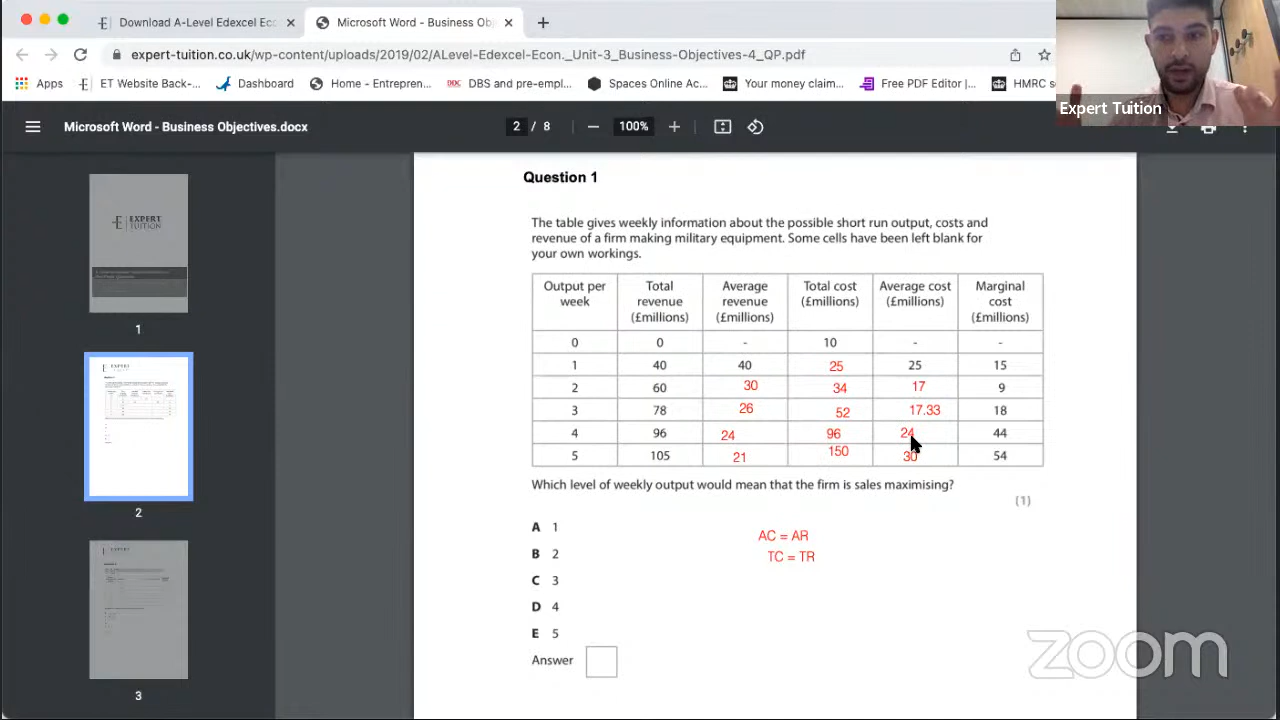 Download A-Level Edexcel Ec
Microsoft Word - Business Ob
expert-tuition.co.uk/wp-content/uploads/2019/02/ALevel-Edexcel-Econ._Unit-3_Business-Objectives-4_QP.pdf
Apps ET Website Back-... Dashboard Home - Entrepren... DBS and pre-empl... Spaces Online Ac... Your money claim... Free PDF Editor |... HMRC s
Expert Tuition
Microsoft Word - Business Objectives.docx 2 / 8 100%
EXPERT TUITION
1
2
3
Question 1
The table gives weekly information about the possible short run output, costs and
revenue of a firm making military equipment. Some cells have been left blank for
your own workings.
Output per week Total revenue (£millions) Average revenue (£millions) Total cost (£millions) Average cost (£millions) Marginal cost (£millions)
0 0 - 10 - -
1 40 40 25 25 15
2 60 30 34 17 9
3 78 26 52 17.33 18
4 96 24 96 24 44
5 105 21 150 30 54
Which level of weekly output would mean that the firm is sales maximising?
(1)
A 1
B 2
C 3
D 4
E 5
AC = AR
TC = TR
Answer
zoom